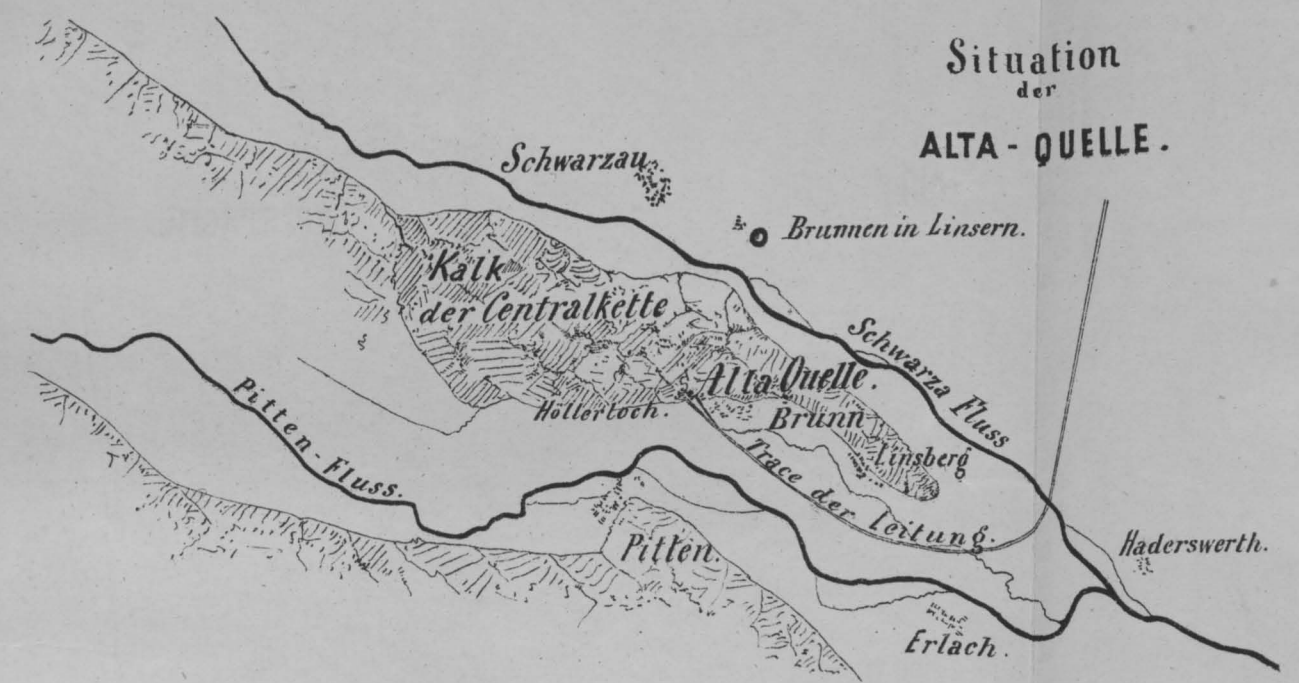 Situation
der
ALTA-QUELLE.
Schwarzau
Brunnen in Linsern.
Kalk
der Centralkette
Schwarza Fluss
Alta Quelle.
Höllerloch.
Brunn
Pitten-Fluss.
Linsberg
Trace der Leitung.
Pitten.
Haderswerth.
Erlach.